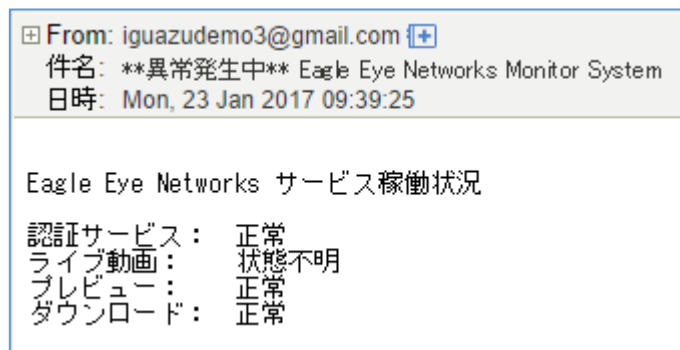 From: iguazudemo3@gmail.com
件名: **異常発生中** Eagle Eye Networks Monitor System
日時: Mon, 23 Jan 2017 09:39:25
Eagle Eye Networks サービス稼働状況
認証サービス： 正常
ライブ動画： 状態不明
プレビュー： 正常
ダウンロード： 正常